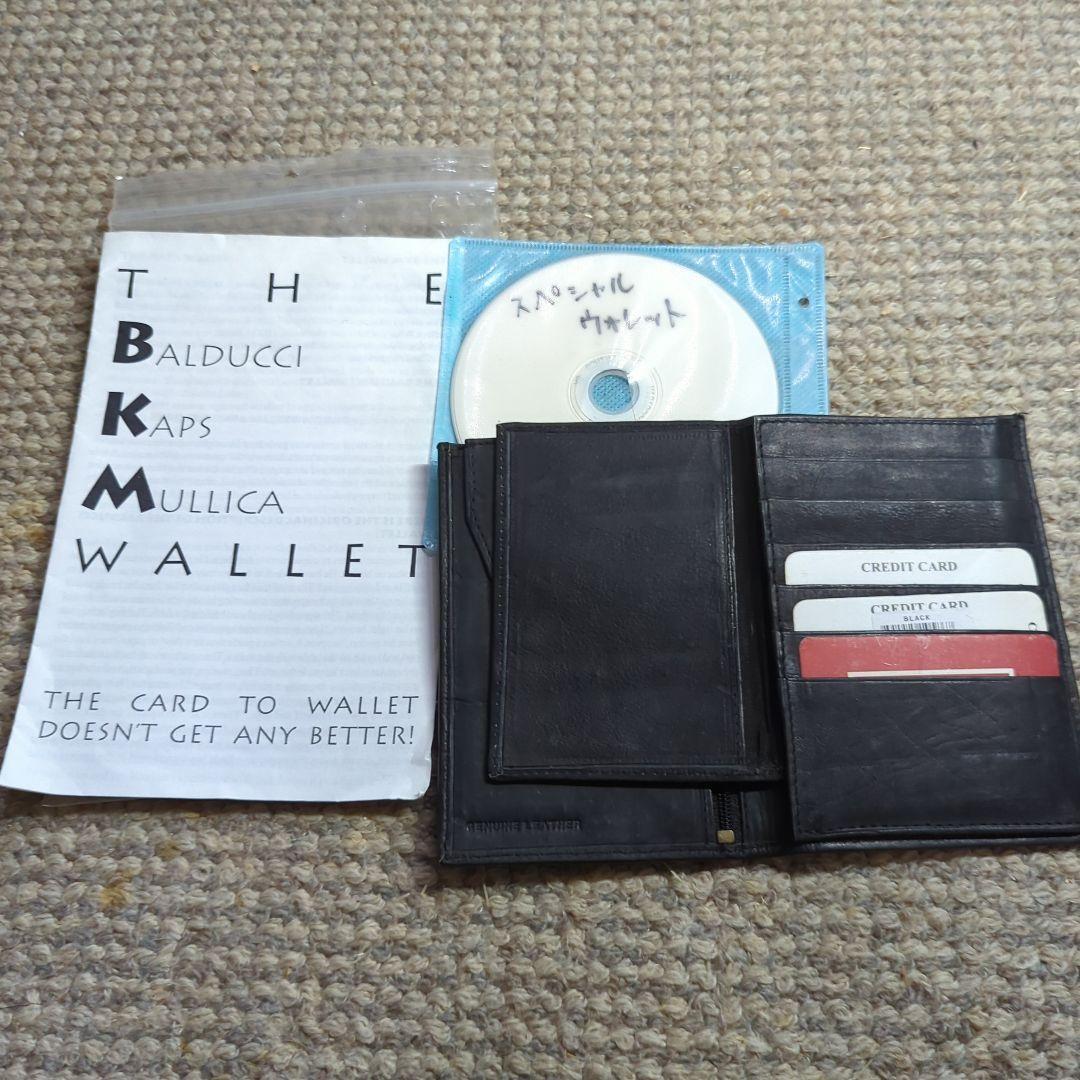 THE
BALDUCCI
KAPS
MULLICA
WALLET
THE CARD TO WALLET
DOESN'T GET ANY BETTER!
スペシャル
ウォレット
CREDIT CARD
CREDIT CARD
BLACK
GENUINE LEATHER